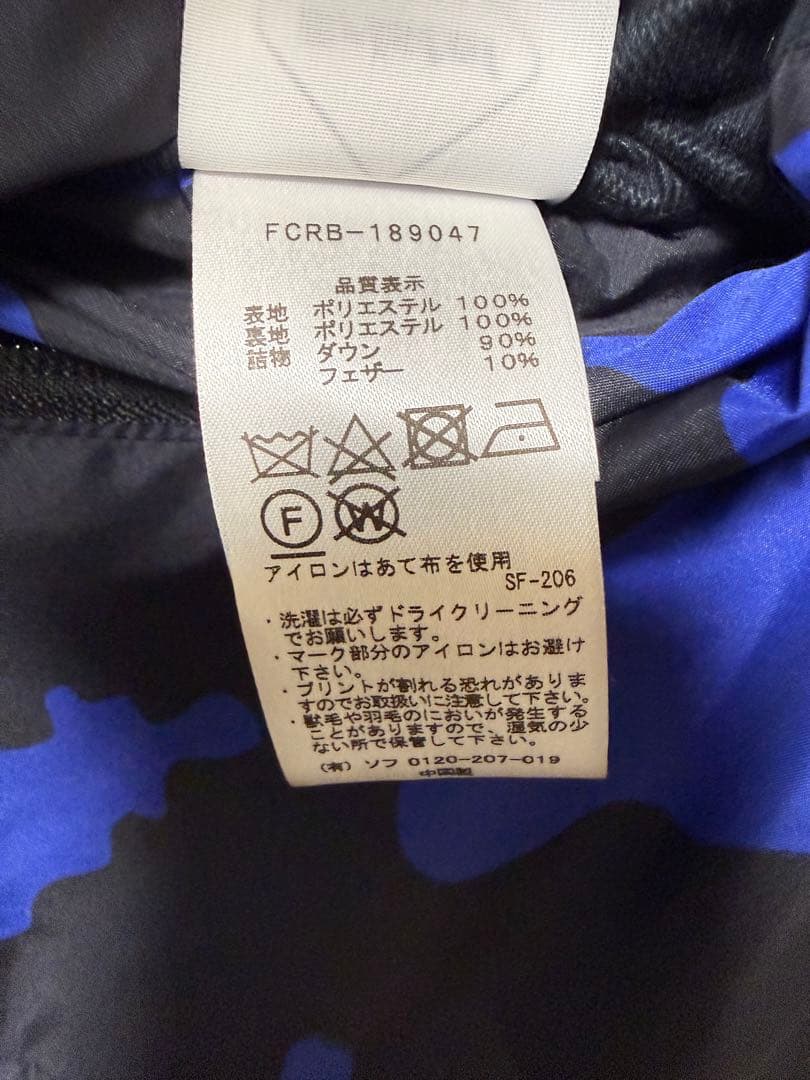 FCRB-189047
品質表示
表地 ポリエステル 100%
裏地 ポリエステル 100%
詰物 ダウン 90%
フェザー 10%
F
W
アイロンはあて布を使用
SF-206
・洗濯は必ずドライクリーニング
でお願いします。
・マーク部分のアイロンはお避け
下さい。
・プリントが割れる恐れがありま
すのでお取扱いに注意して下さい。
・獣毛や羽毛のにおいが発生する
ことがありますので、湿気の少
ない所で保管して下さい。
(有) ソフ 0120-207-019
中国製